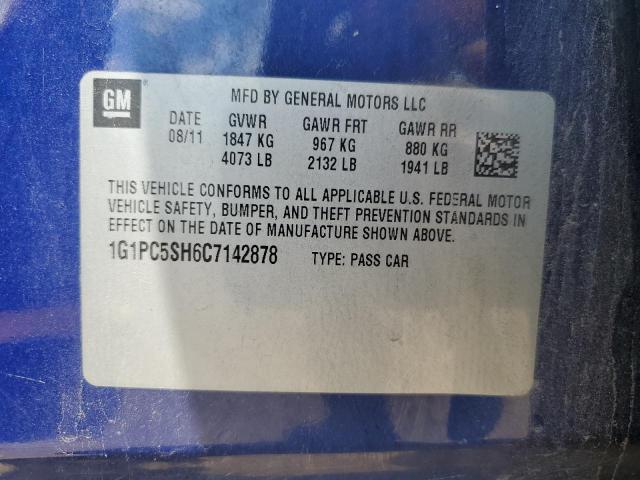 GM
MFD BY GENERAL MOTORS LLC
DATE GVWR GAWR FRT GAWR RR
08/11 1847 KG 967 KG 880 KG
4073 LB 2132 LB 1941 LB
THIS VEHICLE CONFORMS TO ALL APPLICABLE U.S. FEDERAL MOTOR
VEHICLE SAFETY, BUMPER, AND THEFT PREVENTION STANDARDS IN
EFFECT ON THE DATE OF MANUFACTURE SHOWN ABOVE.
1G1PC5SH6C7142878 TYPE: PASS CAR